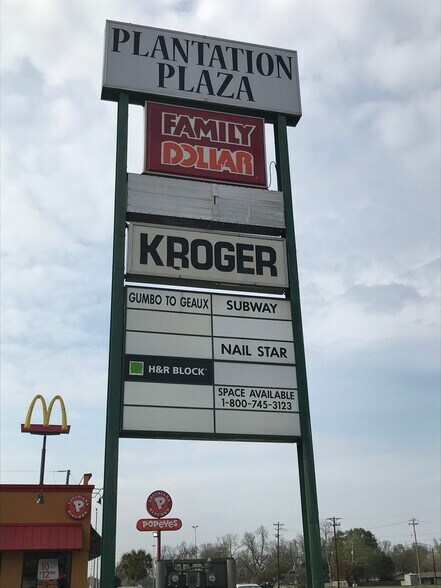 PLANTATION
PLAZA
FAMILY
DOLLAR
KROGER
GUMBO TO GEAUX
SUBWAY
NAIL STAR
H&R BLOCK
SPACE AVAILABLE
1-800-745-3123
P
POPEYES
P